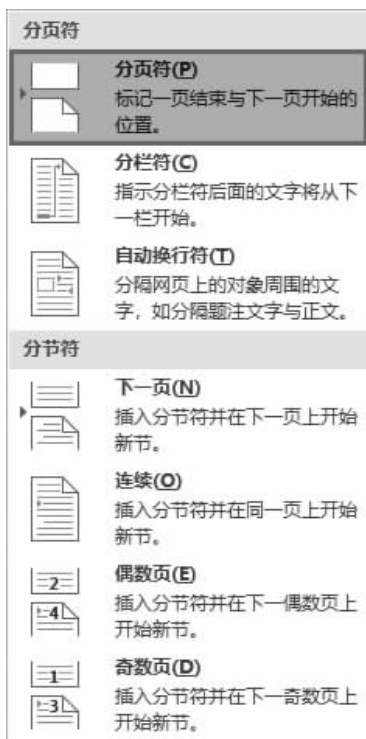 分页符
分页符(P)
标记一页结束与下一页开始的
位置。
分栏符(C)
指示分栏符后面的文字将从下
一栏开始。
自动换行符(T)
分隔网页上的对象周围的文
字，如分隔题注文字与正文。
分节符
下一页(N)
插入分节符并在下一页上开始
新节。
连续(O)
插入分节符并在同一页上开始
新节。
2
4
偶数页(E)
插入分节符并在下一偶数页上
开始新节。
1
3
奇数页(D)
插入分节符并在下一奇数页上
开始新节。